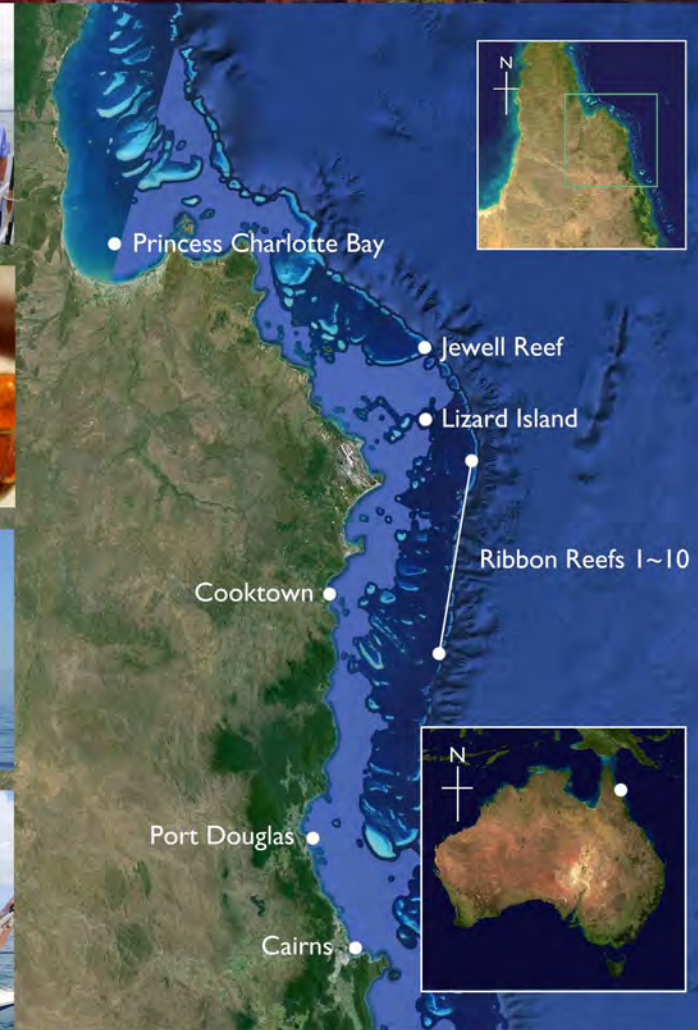 N
Princess Charlotte Bay
Jewell Reef
Lizard Island
Ribbon Reefs 1~10
Cooktown
N
Port Douglas
Cairns